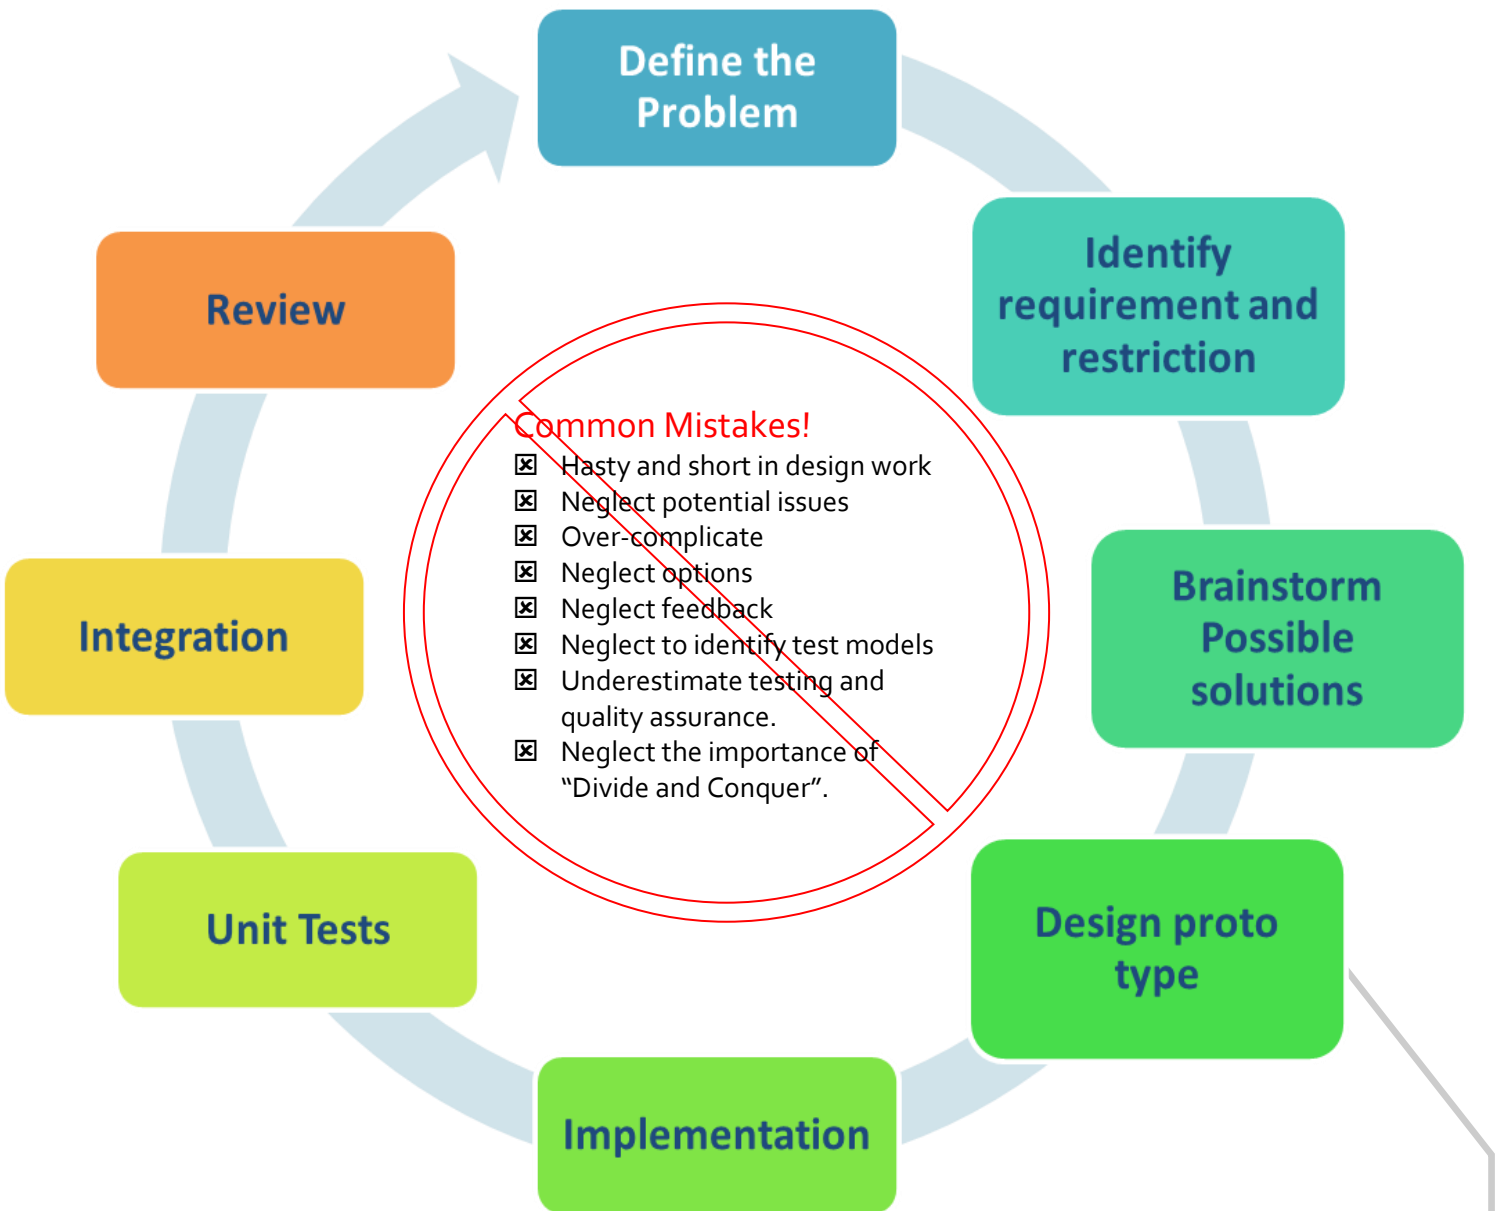 Define the
Problem
Identify
requirement and
restriction
Brainstorm
Possible
solutions
Design proto
type
Implementation
Unit Tests
Integration
Review
Common Mistakes!
Hasty and short in design work
Neglect potential issues
Over-complicate
Neglect options
Neglect feedback
Neglect to identify test models
Underestimate testing and
quality assurance.
Neglect the importance of
“Divide and Conquer”.